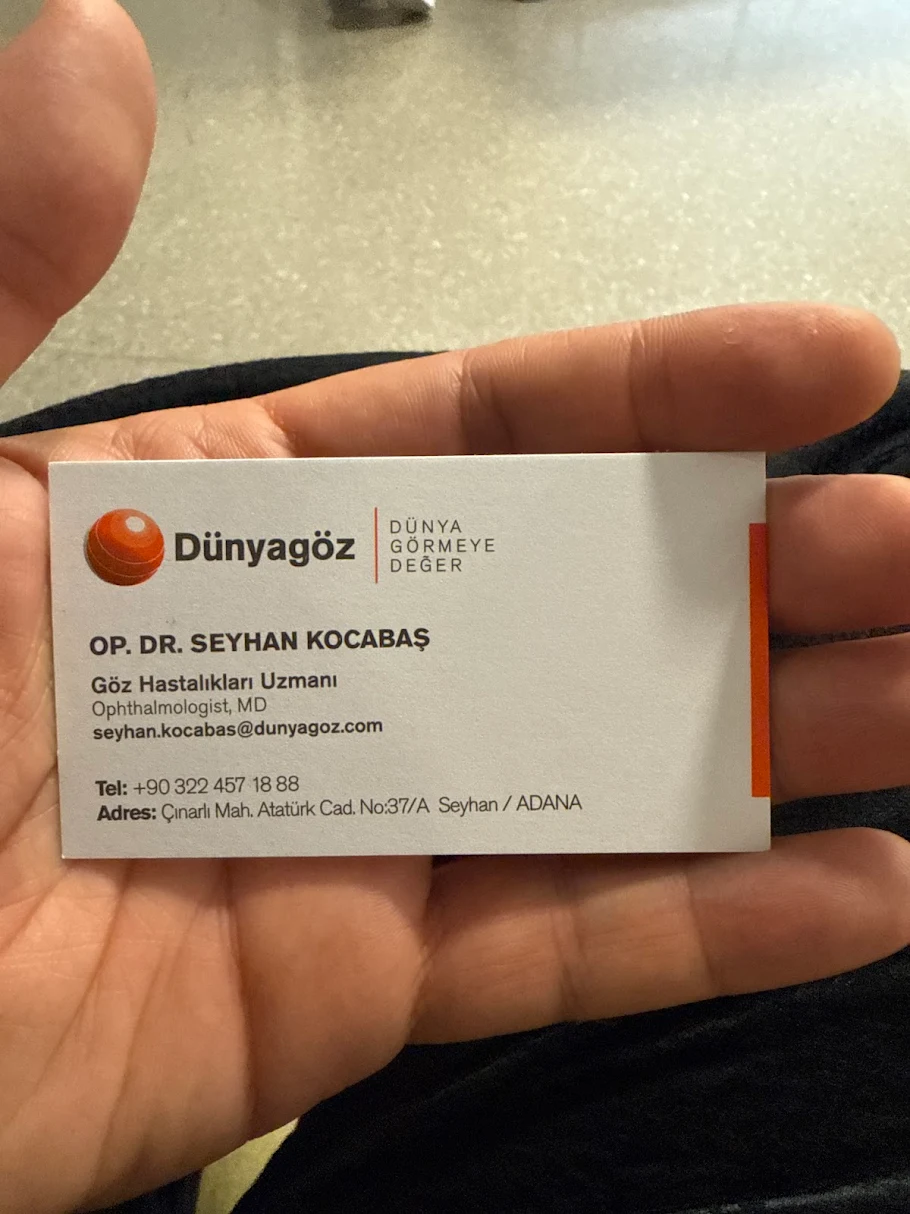 Dünyagöz
DÜNYA
GÖRMEYE
DEĞER
OP. DR. SEYHAN KOCABAŞ
Göz Hastalıkları Uzmanı
Ophthalmologist, MD
seyhan.kocabas@dunyagoz.com
Tel: +90 322 457 18 88
Adres: Çınarlı Mah. Atatürk Cad. No:37/A Seyhan / ADANA